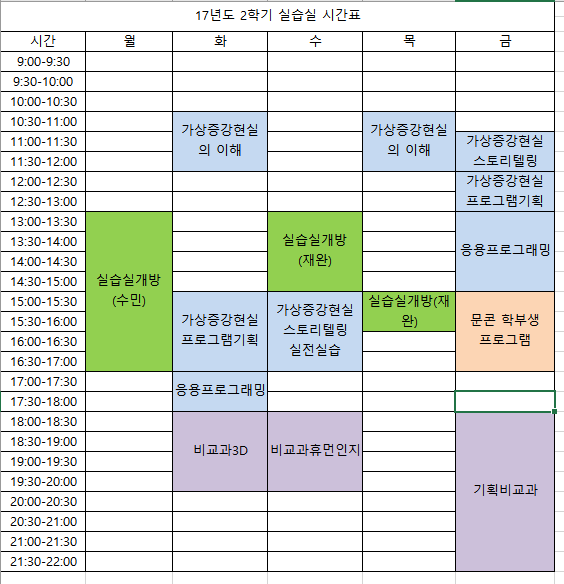 17년도 2학기 실습실 시간표
시간 월 화 수 목 금
9:00-9:30
9:30-10:00
10:00-10:30
10:30-11:00
11:00-11:30
11:30-12:00
12:00-12:30
12:30-13:00
13:00-13:30
13:30-14:00
14:00-14:30
14:30-15:00
15:00-15:30
15:30-16:00
16:00-16:30
16:30-17:00
17:00-17:30
17:30-18:00
18:00-18:30
18:30-19:00
19:00-19:30
19:30-20:00
20:00-20:30
20:30-21:00
21:00-21:30
21:30-22:00
실습실개방
(수민)
가상증강현실
의 이해
가상증강현실
프로그램기획
응용프로그래밍
비교과3D
실습실개방
(재완)
가상증강현실
스토리텔링
실전실습
비교과휴먼인지
가상증강현실
의 이해
실습실개방(재
완)
가상증강현실
스토리텔링
가상증강현실
프로그램기획
응용프로그래밍
문콘 학부생
프로그램
기획비교과